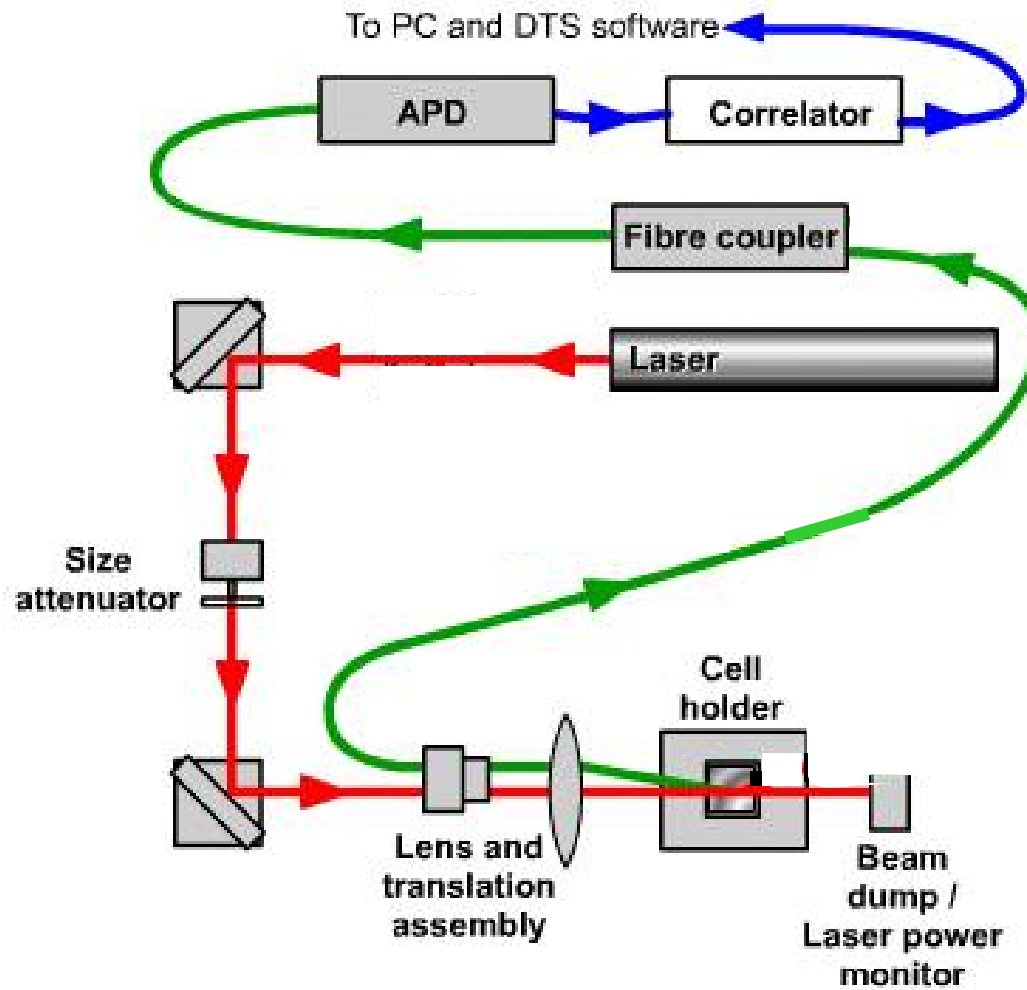 To PC and DTS software
APD
Correlator
Fibre coupler
Laser
Size
attenuator
Cell
holder
Lens and
translation
assembly
Beam
dump /
Laser power
monitor